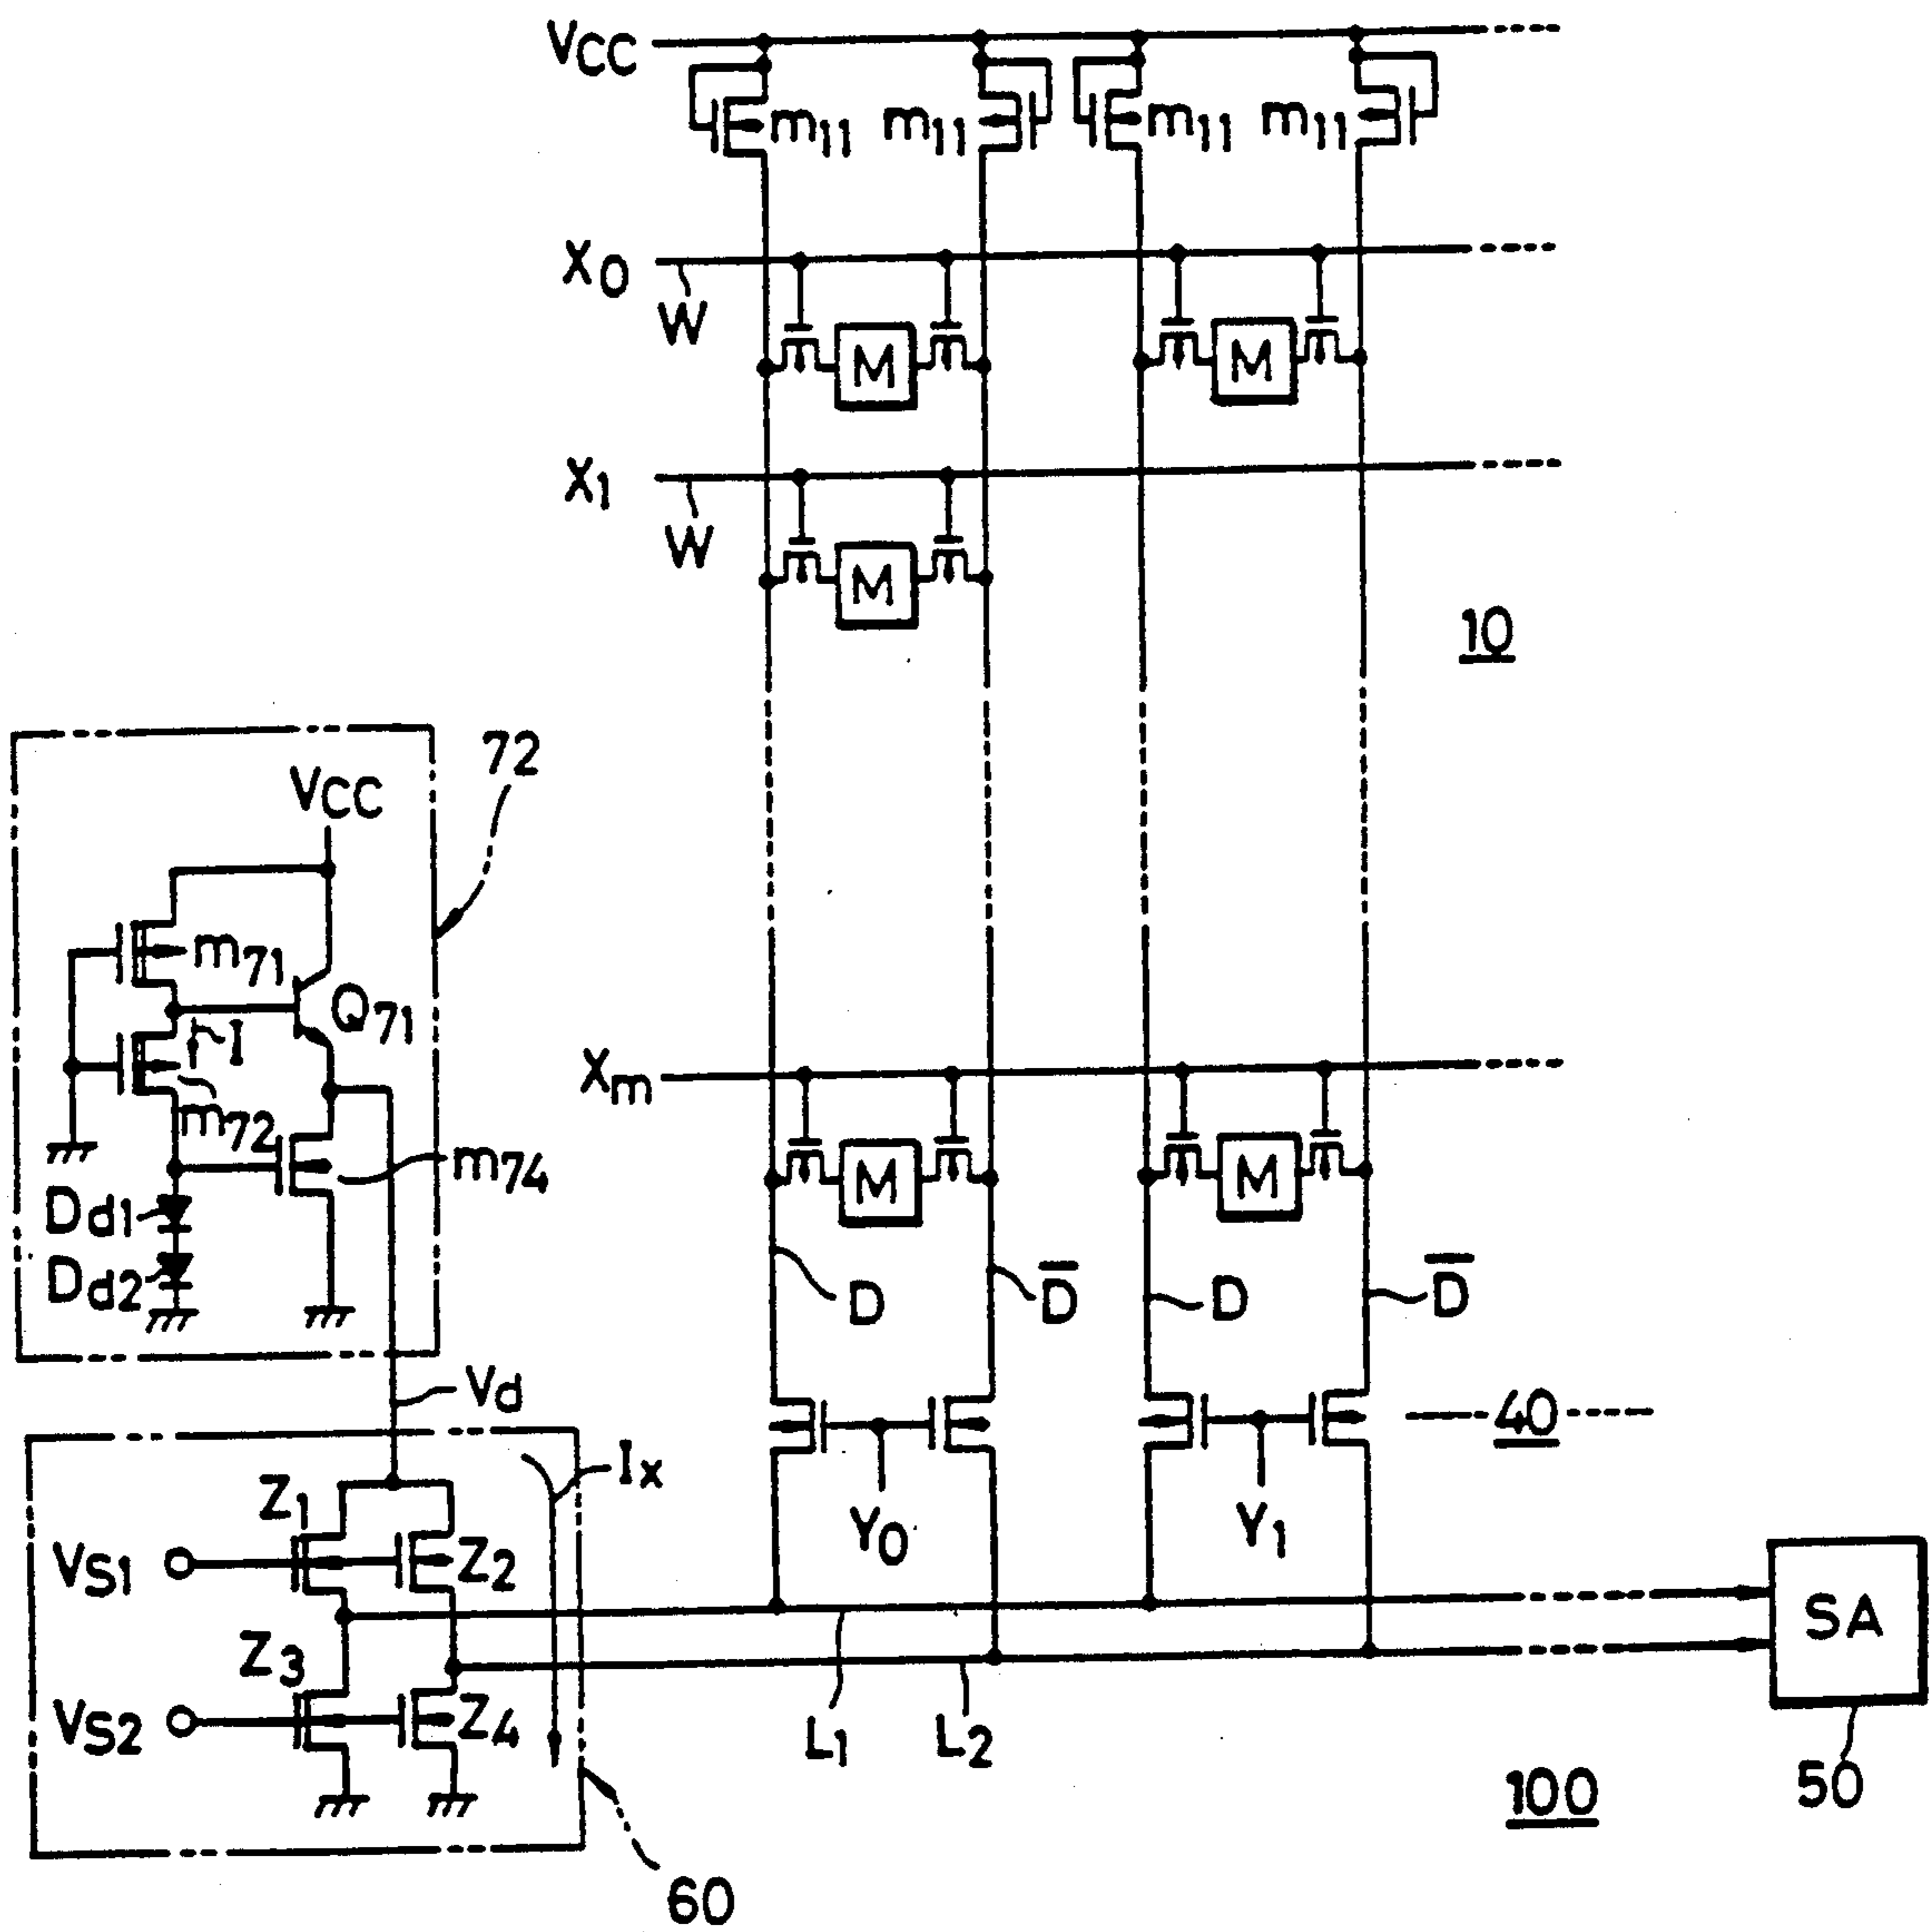 VCC
m11 m11 m11 m11
X0
W
M M
X1
W
M
10
72
VCC
m71
Q71
I
Xm
m72
m74
M M
Dd1
Dd2
D D̅ D D̅
Vd
40
Ix
Z1
Y0 Y1
VS1 Z2
SA
Z3
VS2 Z4
L1 L2
50
100
60